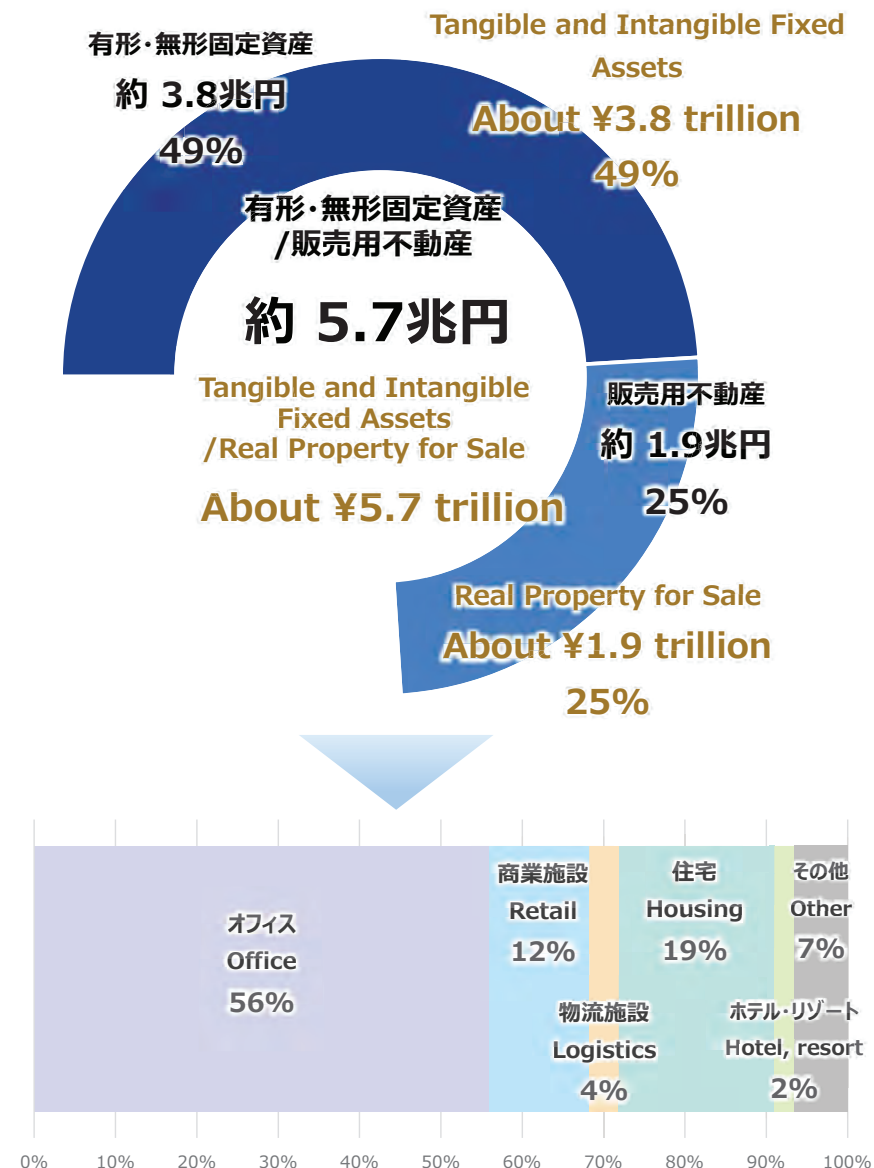 有形・無形固定資産
約 3.8兆円
49%
Tangible and Intangible Fixed
Assets
About ¥3.8 trillion
49%
有形・無形固定資産
/販売用不動産
約 5.7兆円
Tangible and Intangible
Fixed Assets
/Real Property for Sale
About ¥5.7 trillion
販売用不動産
約 1.9兆円
25%
Real Property for Sale
About ¥1.9 trillion
25%
オフィス
Office
56%
商業施設
Retail
12%
物流施設
Logistics
4%
住宅
Housing
19%
ホテル・リゾート
Hotel, resort
2%
その他
Other
7%
0% 10% 20% 30% 40% 50% 60% 70% 80% 90% 100%